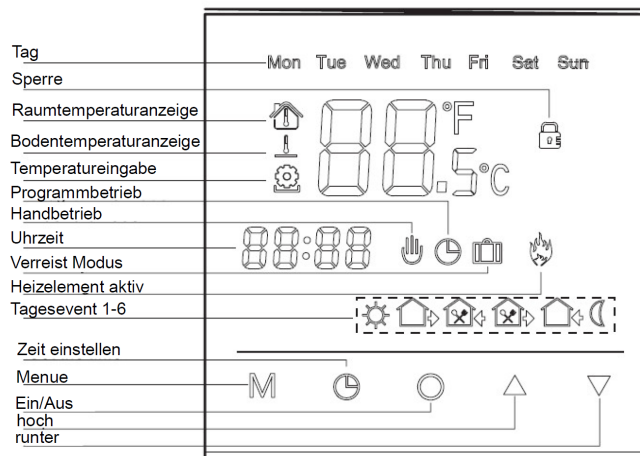 Tag
Mon Tue Wed Thu Fri Sat Sun
Sperre
Raumtemperaturanzeige
88°F
Bodentemperaturanzeige
Temperatureingabe
.5°C
Programmbetrieb
Handbetrieb
Uhrzeit
88:88
Verreist Modus
Heizelement aktiv
Tagesevent 1-6
Zeit einstellen
Menue
M
Ein/Aus
hoch
runter